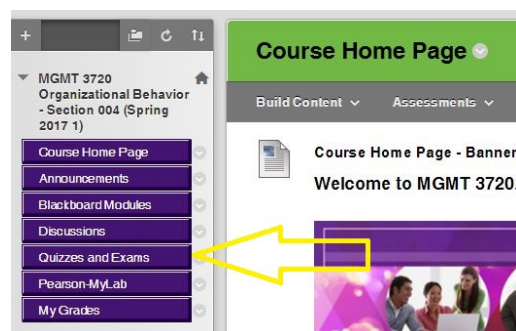 MGMT 3720
Organizational Behavior
- Section 004 (Spring
2017 1)
Course Home Page
Announcements
Blackboard Modules
Discussions
Quizzes and Exams
Pearson-MyLab
My Grades
Course Home Page
Build Content
Assessments
Course Home Page - Banner
Welcome to MGMT 3720.